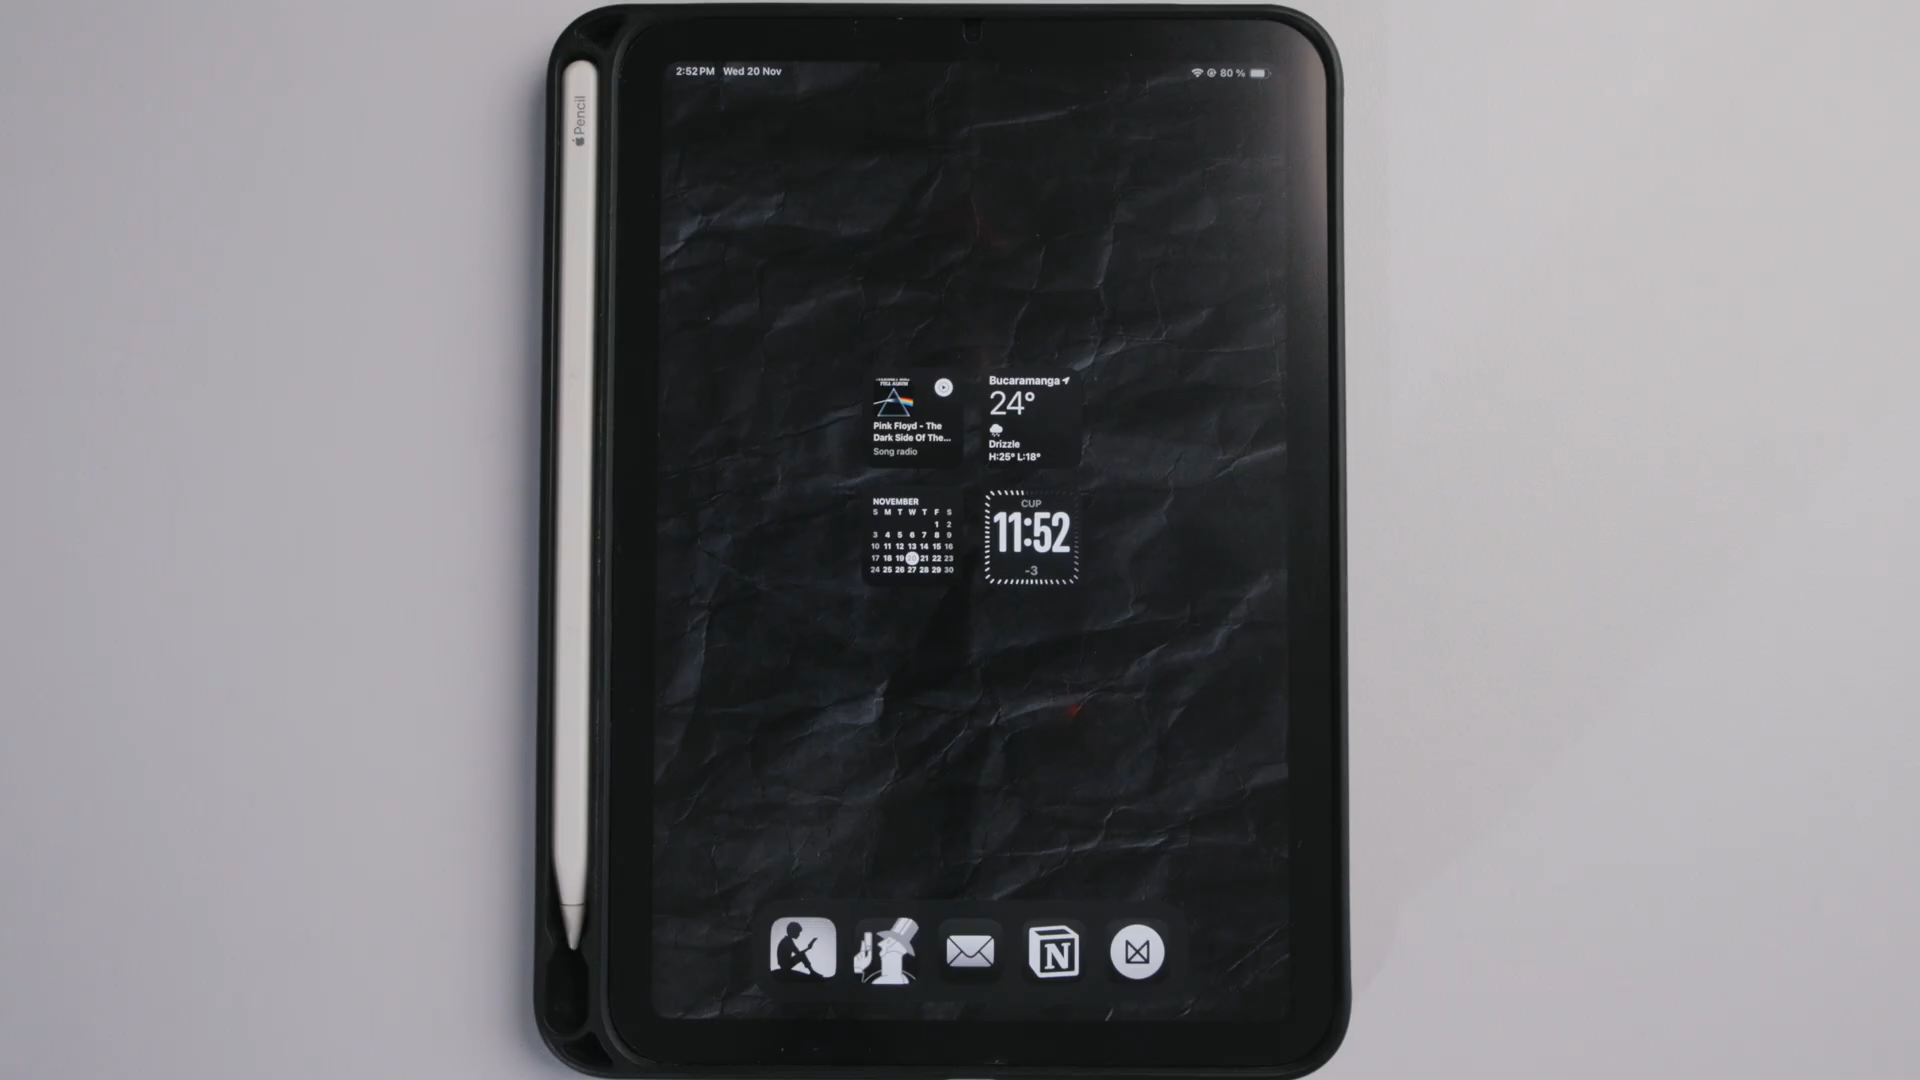 2:52 PM Wed 20 Nov
80 %
Pencil
FULL ALBUM
Pink Floyd - The
Dark Side Of The...
Song radio
Bucaramanga
24°
Drizzle
H:25° L:18°
NOVEMBER
S M T W T F S
1 2
3 4 5 6 7 8 9
10 11 12 13 14 15 16
17 18 19 20 21 22 23
24 25 26 27 28 29 30
CUP
11:52
-3
N